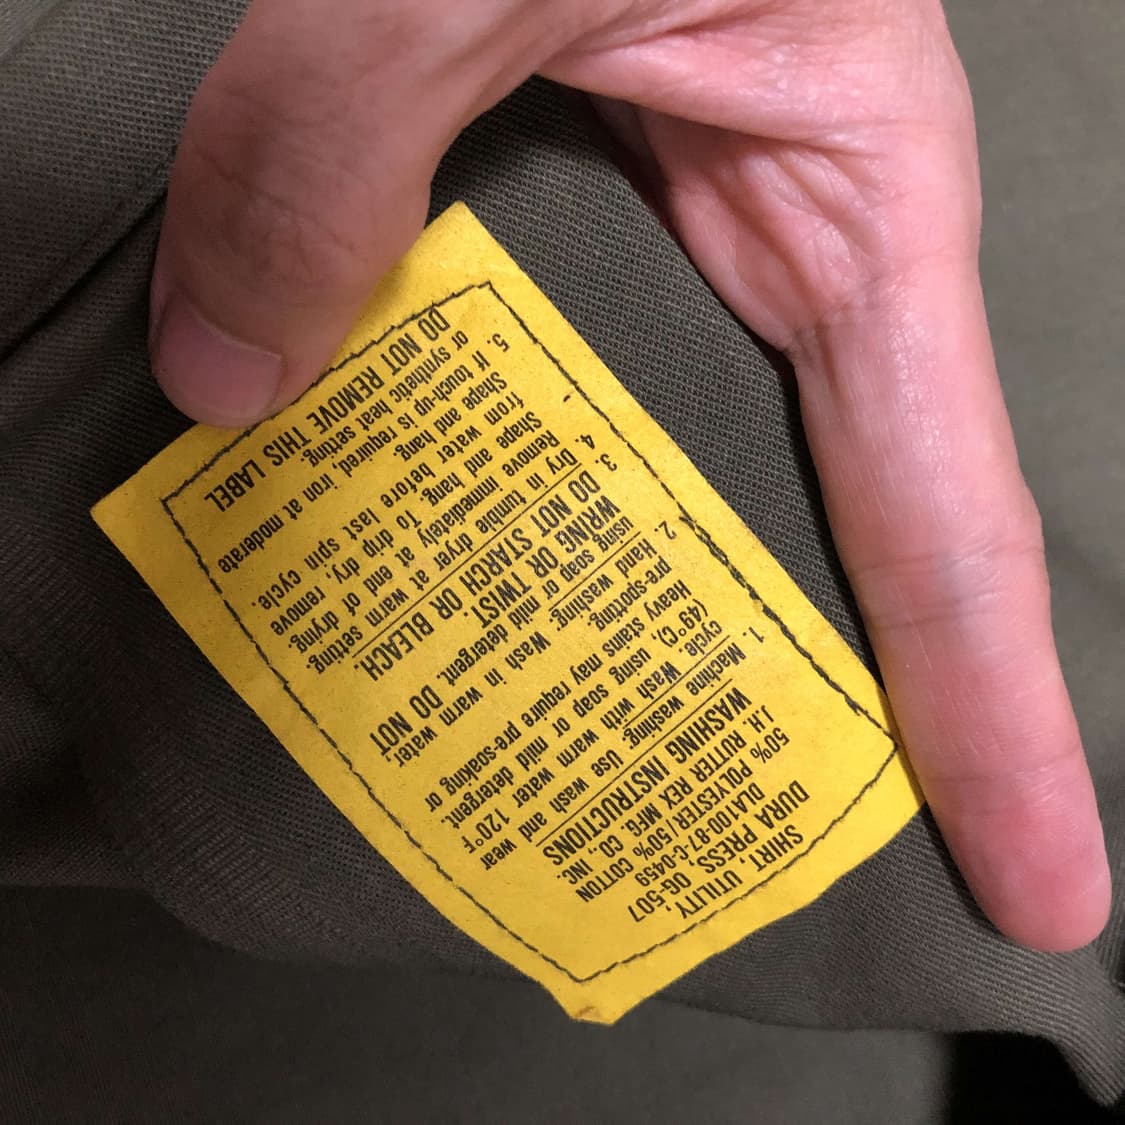 SHIRT, UTILITY,
DURA PRESS, OG-507
DLA100-87-C-0459
50% POLYESTER/50% COTTON
J.H. RUTTER REX MFG. CO., INC.
WASHING INSTRUCTIONS
1. Machine washing. Use wash and wear
cycle. Wash with warm water 120°F
(49°C), using soap or mild detergent.
Heavy stains may require pre-soaking or
pre-spotting.
2. Hand washing. Wash in warm water,
using soap or mild detergent. DO NOT
WRING OR TWIST.
DO NOT STARCH OR BLEACH.
3. Dry in tumble dryer at warm setting.
Remove immediately at end of drying.
Shape and hang. To drip dry, remove
4. from water before last spin cycle.
Shape and hang.
5. If touch-up is required, iron at moderate
or synthetic heat setting.
DO NOT REMOVE THIS LABEL